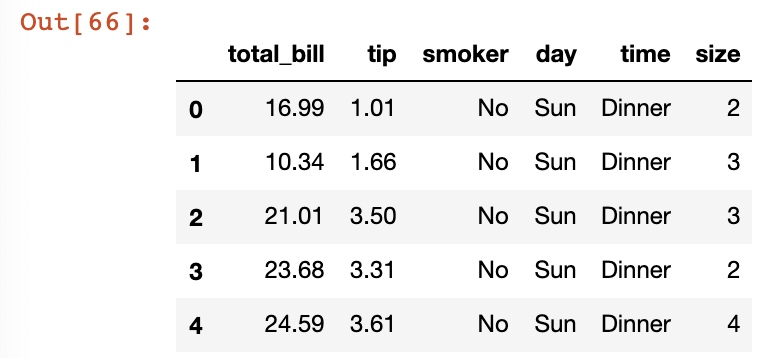 Out[66]:
total_bill tip smoker day time size
0 16.99 1.01 No Sun Dinner 2
1 10.34 1.66 No Sun Dinner 3
2 21.01 3.50 No Sun Dinner 3
3 23.68 3.31 No Sun Dinner 2
4 24.59 3.61 No Sun Dinner 4